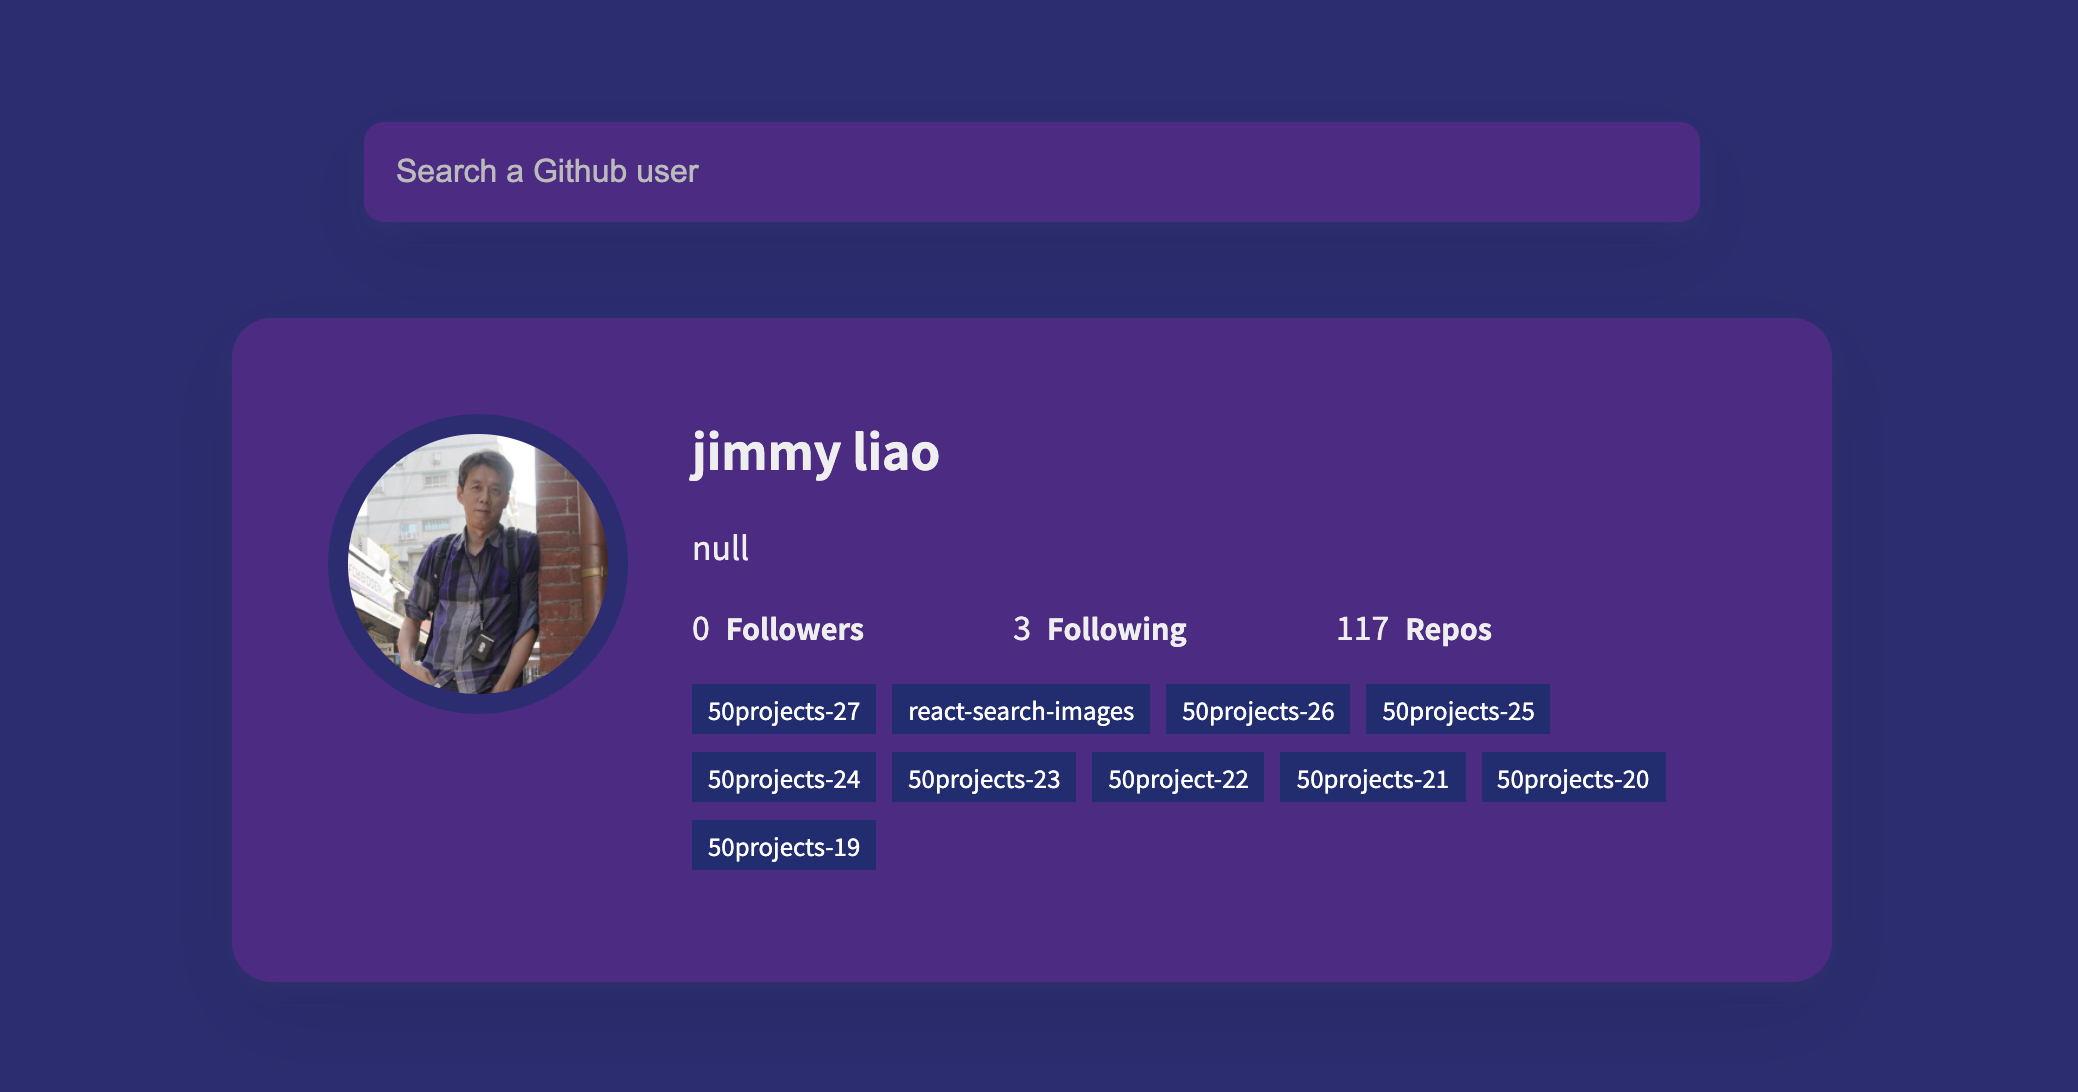 Search a Github user
jimmy liao
null
0 Followers 3 Following 117 Repos
50projects-27 react-search-images 50projects-26 50projects-25
50projects-24 50projects-23 50project-22 50projects-21 50projects-20
50projects-19